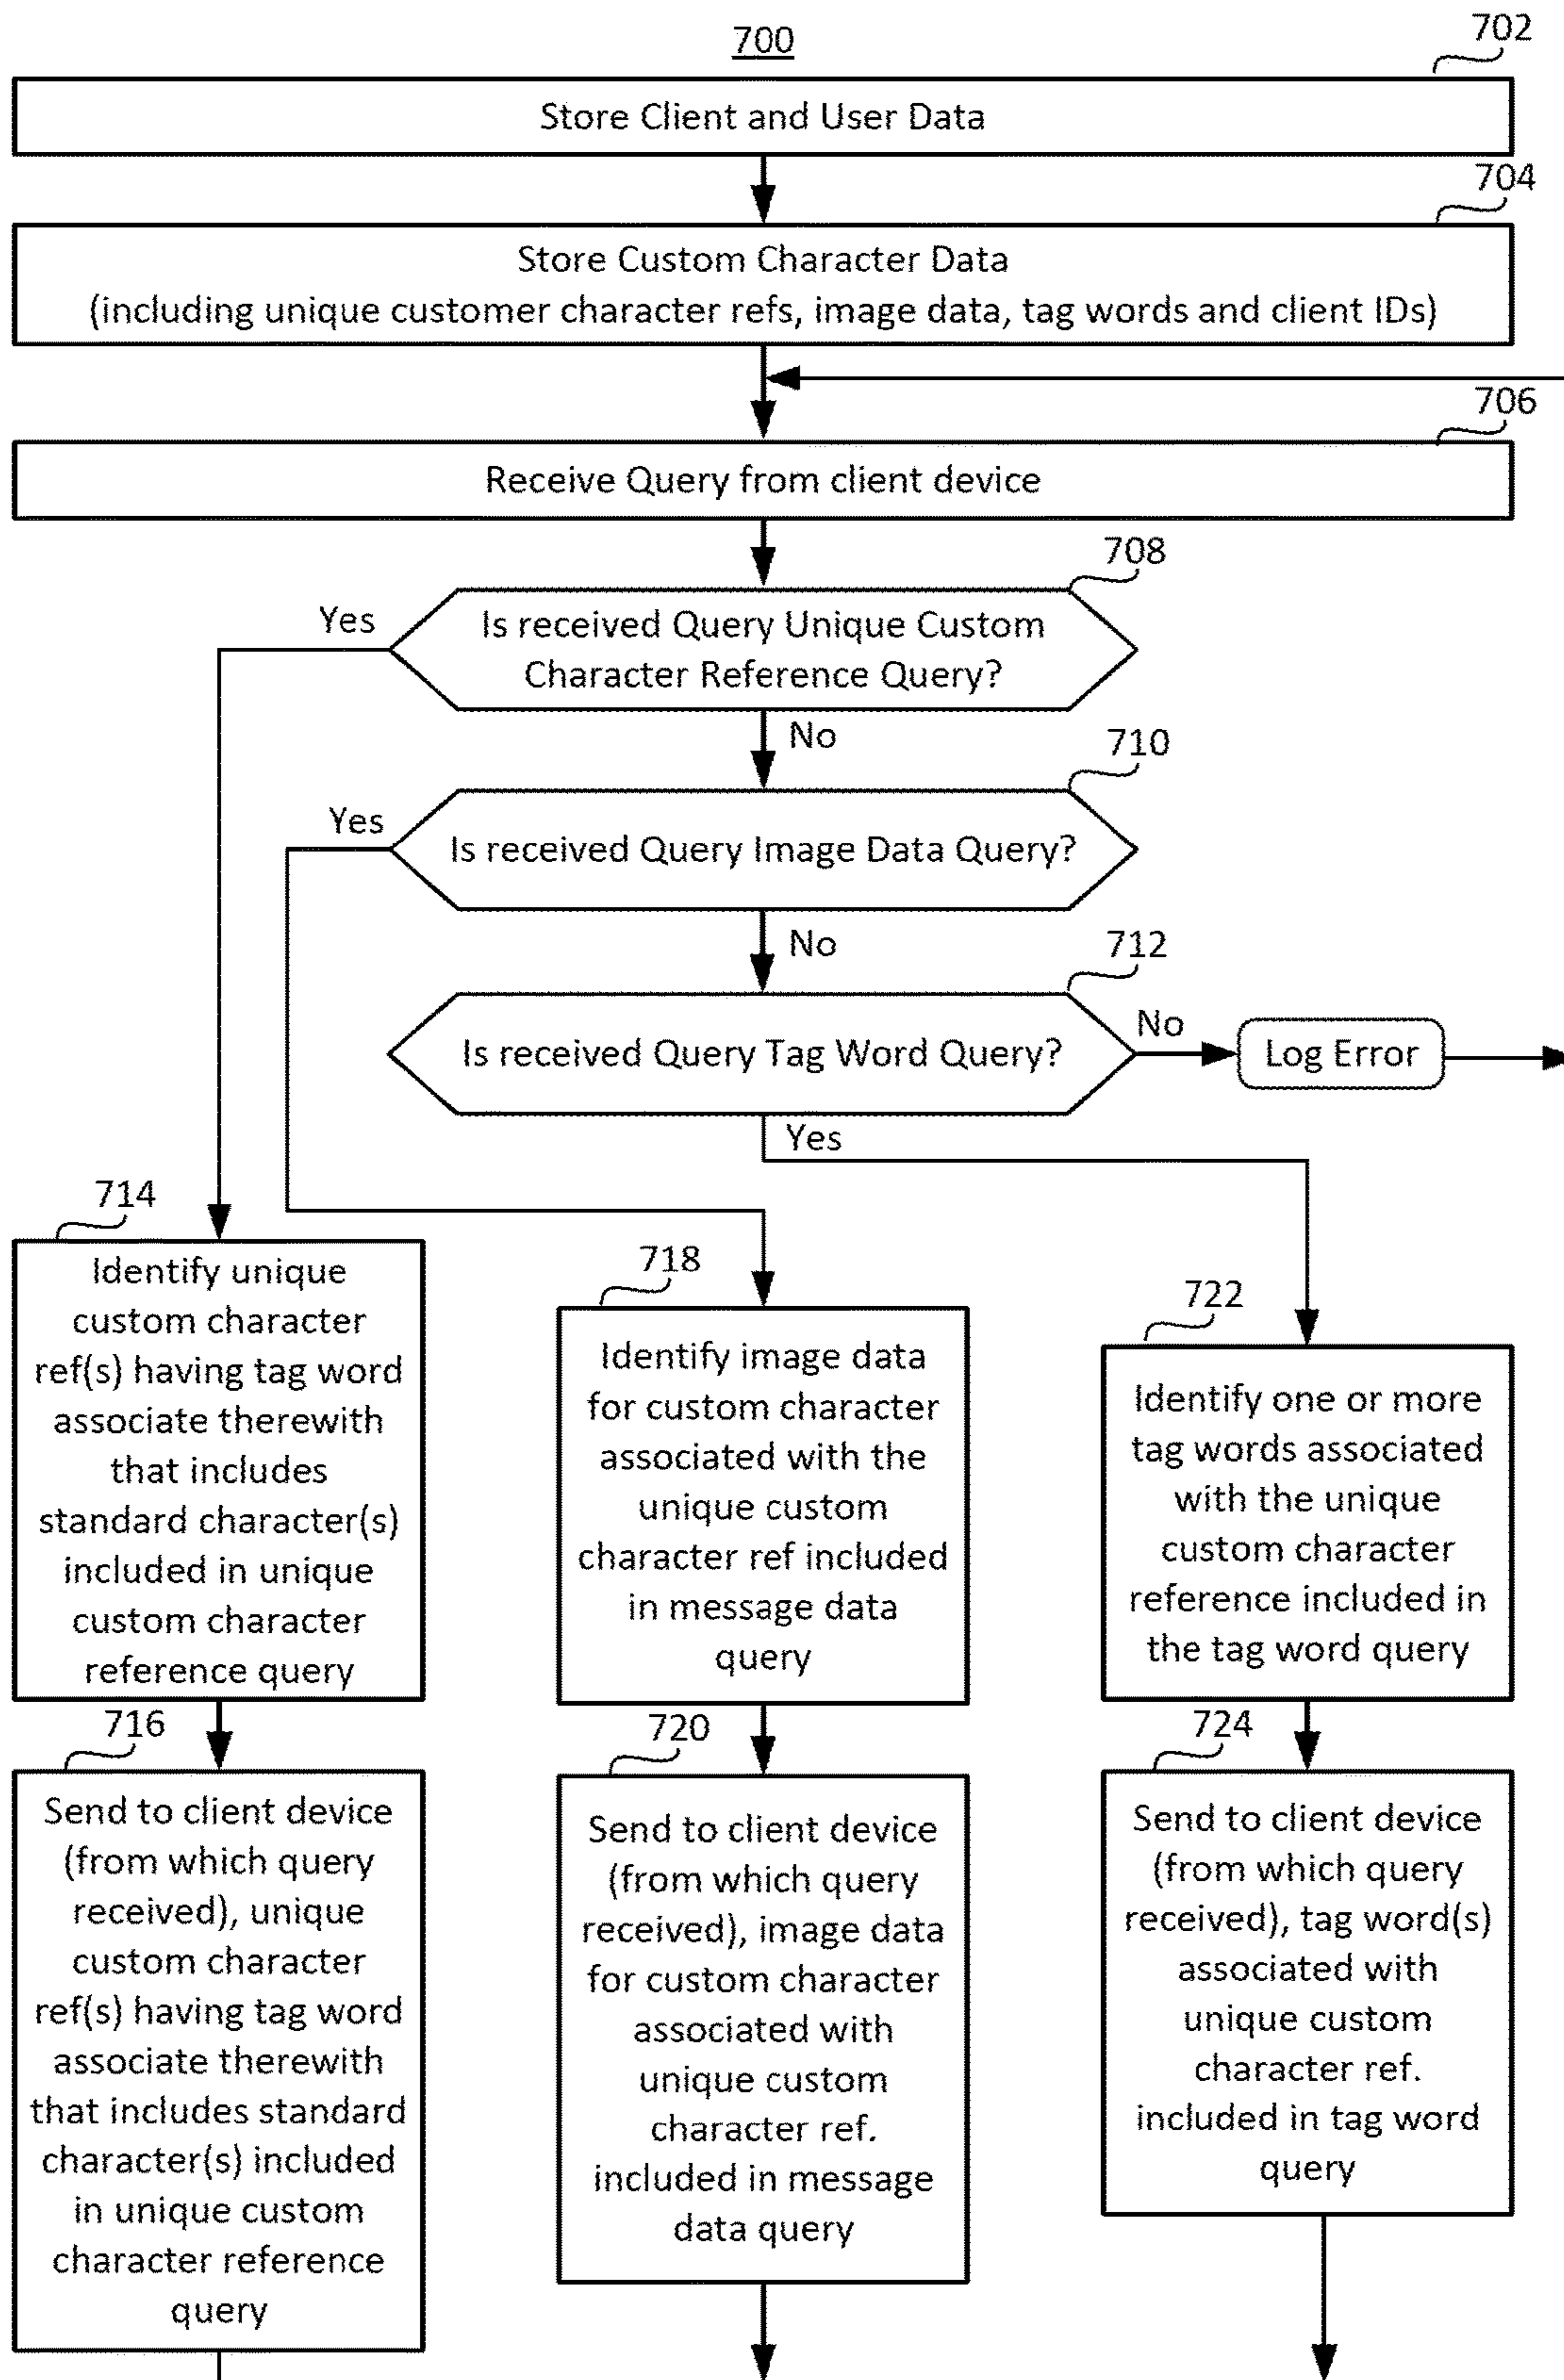 700
702
Store Client and User Data
704
Store Custom Character Data
(including unique customer character refs, image data, tag words and client IDs)
706
Receive Query from client device
708
Yes
Is received Query Unique Custom
Character Reference Query?
No
710
Yes
Is received Query Image Data Query?
No
712
Is received Query Tag Word Query?
No
Log Error
Yes
714
Identify unique
custom character
ref(s) having tag word
associate therewith
that includes
standard character(s)
included in unique
custom character
reference query
718
Identify image data
for custom character
associated with the
unique custom
character ref included
in message data
query
722
Identify one or more
tag words associated
with the unique
custom character
reference included in
the tag word query
716
Send to client device
(from which query
received), unique
custom character
ref(s) having tag word
associate therewith
that includes standard
character(s) included
in unique custom
character reference
query
720
Send to client device
(from which query
received), image data
for custom character
associated with
unique custom
character ref.
included in message
data query
724
Send to client device
(from which query
received), tag word(s)
associated with
unique custom
character ref.
included in tag word
query